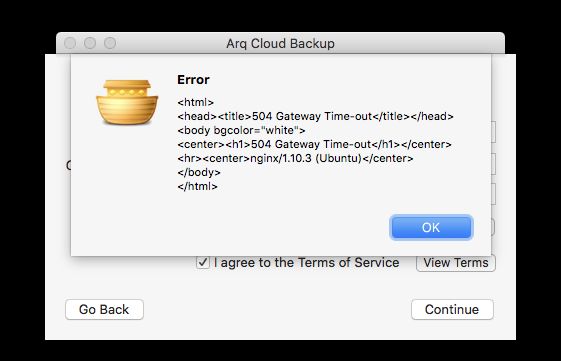 Arq Cloud Backup
Error
<html>
<head><title>504 Gateway Time-out</title></head>
<body bgcolor="white">
<center><h1>504 Gateway Time-out</h1></center>
<hr><center>nginx/1.10.3 (Ubuntu)</center>
</body>
</html>
OK
I agree to the Terms of Service View Terms
Go Back Continue